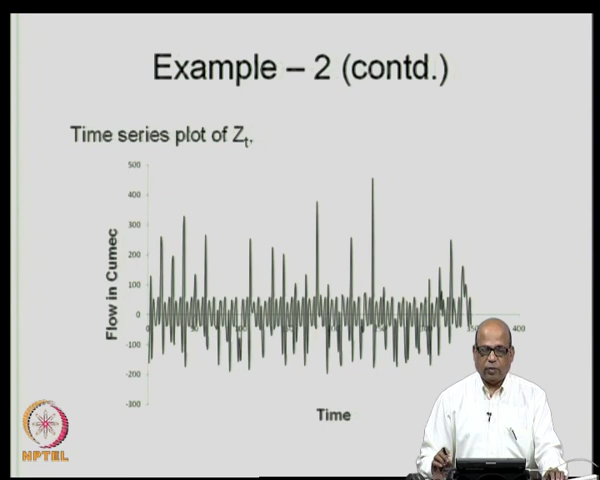 Example – 2 (contd.)
Time series plot of Zt.
500
400
300
200
100
0
-100
-200
-300
400
Flow in Cumec
Time
NPTEL